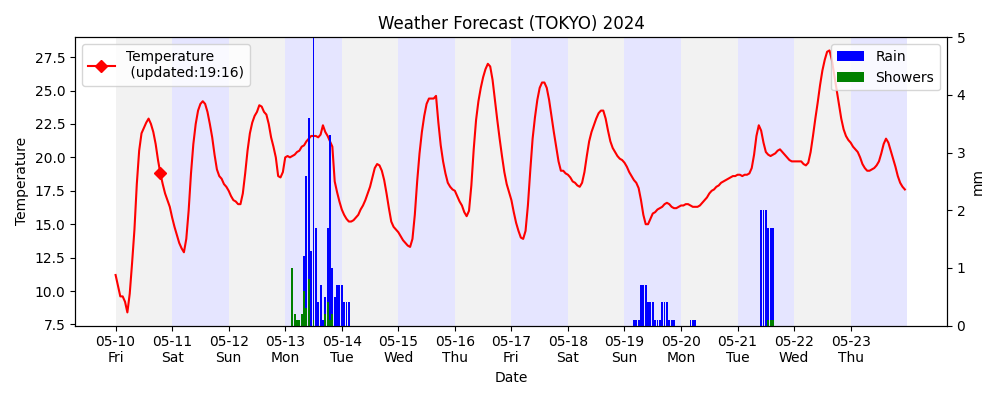 Weather Forecast (TOKYO) 2024
Temperature
(updated:19:16)
Rain
Showers
Temperature
27.5
25.0
22.5
20.0
17.5
15.0
12.5
10.0
7.5
5
4
3
2
1
0
mm
05-10 05-11 05-12 05-13 05-14 05-15 05-16 05-17 05-18 05-19 05-20 05-21 05-22 05-23
Fri Sat Sun Mon Tue Wed Thu Fri Sat Sun Mon Tue Wed Thu
Date